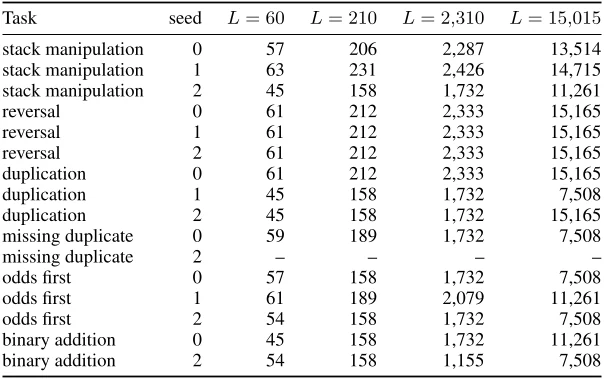 Task seed L = 60 L = 210 L = 2,310 L = 15,015
stack manipulation 0 57 206 2,287 13,514
stack manipulation 1 63 231 2,426 14,715
stack manipulation 2 45 158 1,732 11,261
reversal 0 61 212 2,333 15,165
reversal 1 61 212 2,333 15,165
reversal 2 61 212 2,333 15,165
duplication 0 61 212 2,333 15,165
duplication 1 45 158 1,732 7,508
duplication 2 45 158 1,732 15,165
missing duplicate 0 59 189 1,732 7,508
missing duplicate 2 – – – –
odds first 0 57 158 1,732 7,508
odds first 1 61 189 2,079 11,261
odds first 2 54 158 1,732 7,508
binary addition 0 45 158 1,732 11,261
binary addition 2 54 158 1,155 7,508